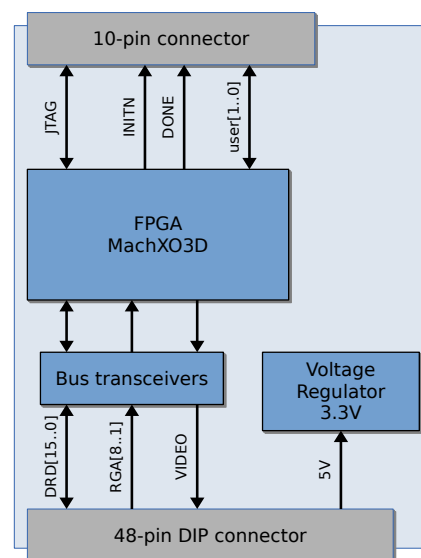 10-pin connector
JTAG
INITN
DONE
user[1..0]
FPGA
MachXO3D
Bus transceivers
Voltage
Regulator
3.3V
DRD[15..0]
RGA[8..1]
VIDEO
5V
48-pin DIP connector